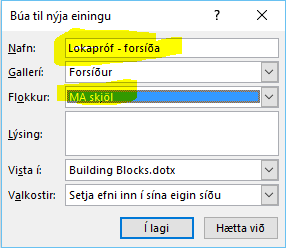 Búa til nýja einingu
Nafn: Lokapróf - forsíða
Gallerí: Forsíður
Flokkur: MA skjöl
Lýsing:
Vista í: Building Blocks.dotx
Valkostir: Setja efni inn í sína eigin síðu
Í lagi Hætta við